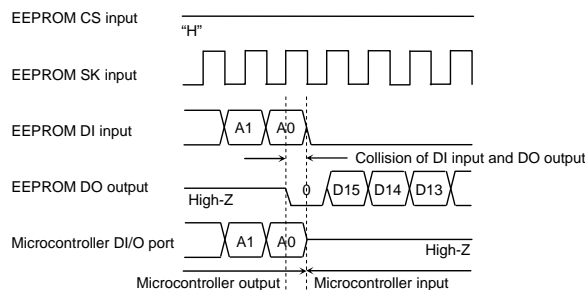 EEPROM CS input
“H”
EEPROM SK input
EEPROM DI input
A1 A0
Collision of DI input and DO output
EEPROM DO output
High-Z
0 D15 D14 D13
Microcontroller DI/O port
A1 A0
High-Z
Microcontroller output Microcontroller input